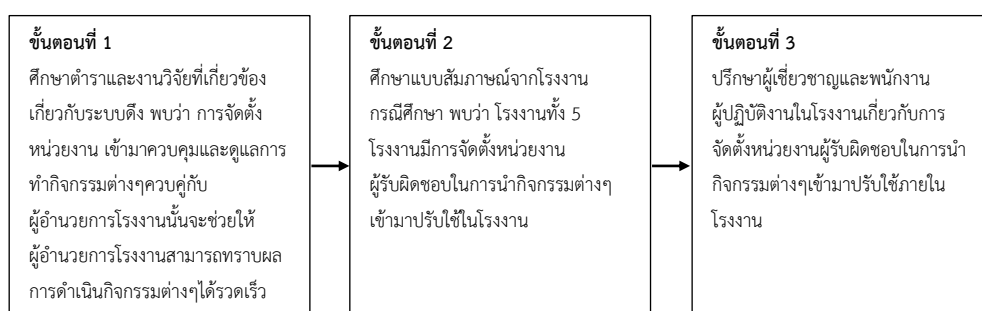 ขั้นตอนที่ 1
ศึกษาตำราและงานวิจัยที่เกี่ยวข้อง
เกี่ยวกับระบบดึง พบว่า การจัดตั้ง
หน่วยงาน เข้ามาควบคุมและดูแลการ
ทำกิจกรรมต่างๆควบคู่กับ
ผู้อำนวยการโรงงานนั้นจะช่วยให้
ผู้อำนวยการโรงงานสามารถทราบผล
การดำเนินกิจกรรมต่างๆได้รวดเร็ว
ขั้นตอนที่ 2
ศึกษาแบบสัมภาษณ์จากโรงงาน
กรณีศึกษา พบว่า โรงงานทั้ง 5
โรงงานมีการจัดตั้งหน่วยงาน
ผู้รับผิดชอบในการนำกิจกรรมต่างๆ
เข้ามาปรับใช้ในโรงงาน
ขั้นตอนที่ 3
ปรึกษาผู้เชี่ยวชาญและพนักงาน
ผู้ปฏิบัติงานในโรงงานเกี่ยวกับการ
จัดตั้งหน่วยงานผู้รับผิดชอบในการนำ
กิจกรรมต่างๆเข้ามาปรับใช้ภายใน
โรงงาน